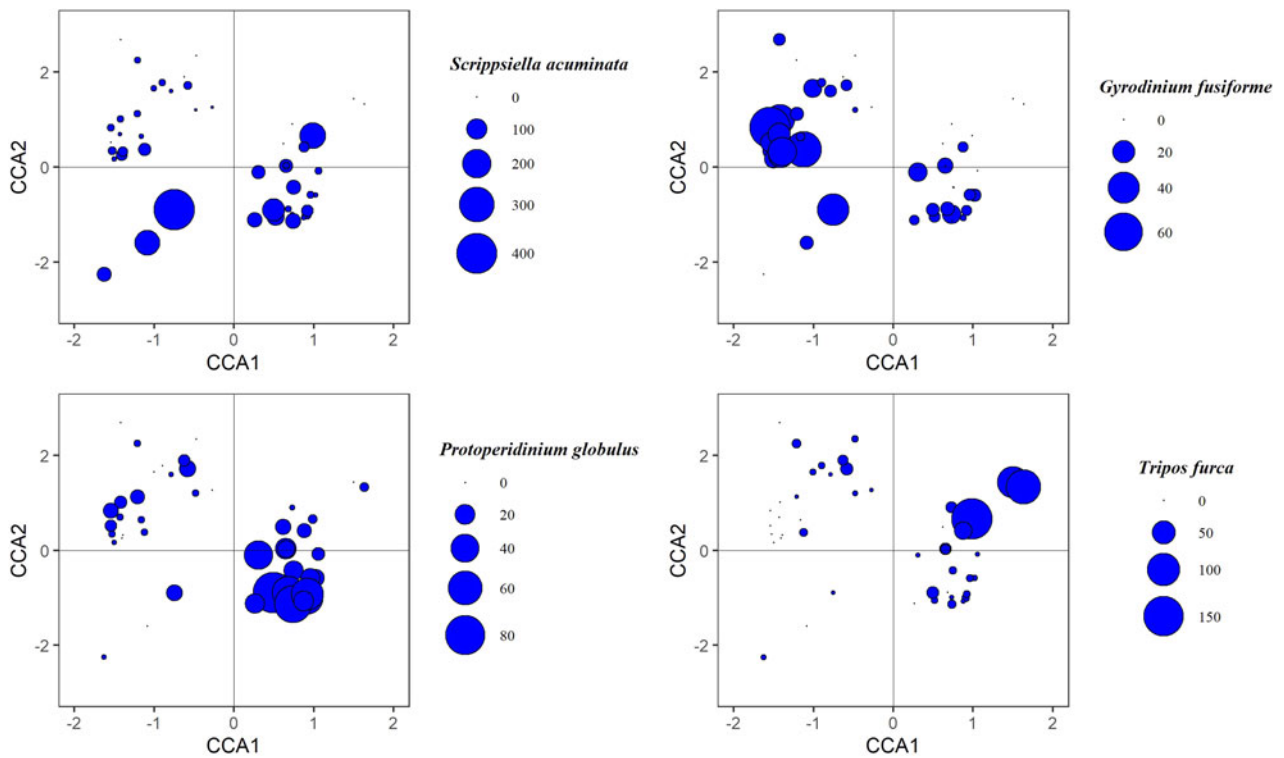 Scrippsiella acuminata
0
100
200
300
400
2
0
-2
CCA2
-2 -1 0 1 2
CCA1
Gyrodinium fusiforme
0
20
40
60
2
0
-2
CCA2
-2 -1 0 1 2
CCA1
Protoperidinium globulus
0
20
40
60
80
2
0
-2
CCA2
-2 -1 0 1 2
CCA1
Tripos furca
0
50
100
150
2
0
-2
CCA2
-2 -1 0 1 2
CCA1